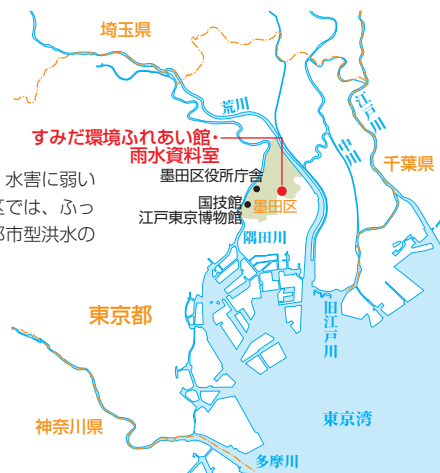 埼玉県
荒川
江戸川
中川
すみだ環境ふれあい館・
雨水資料室
千葉県
水害に弱い
区では、ふっ
都市型洪水の
墨田区役所庁舎
国技館
江戸東京博物館
墨田区
隅田川
旧江戸川
東京都
東京湾
神奈川県
多摩川